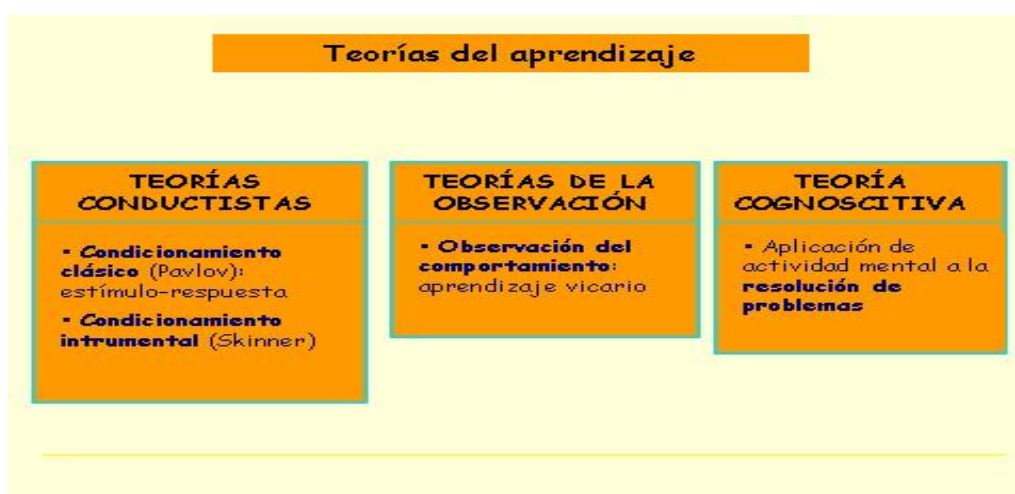 Teorías del aprendizaje
TEORÍAS
CONDUCTISTAS
▪ Condicionamiento
clásico (Pavlov):
estímulo-respuesta
▪ Condicionamiento
intrumental (Skinner)
TEORÍAS DE LA
OBSERVACIÓN
▪ Observación del
comportamiento:
aprendizaje vicario
TEORÍA
COGNOSCITIVA
▪ Aplicación de
actividad mental a la
resolución de
problemas